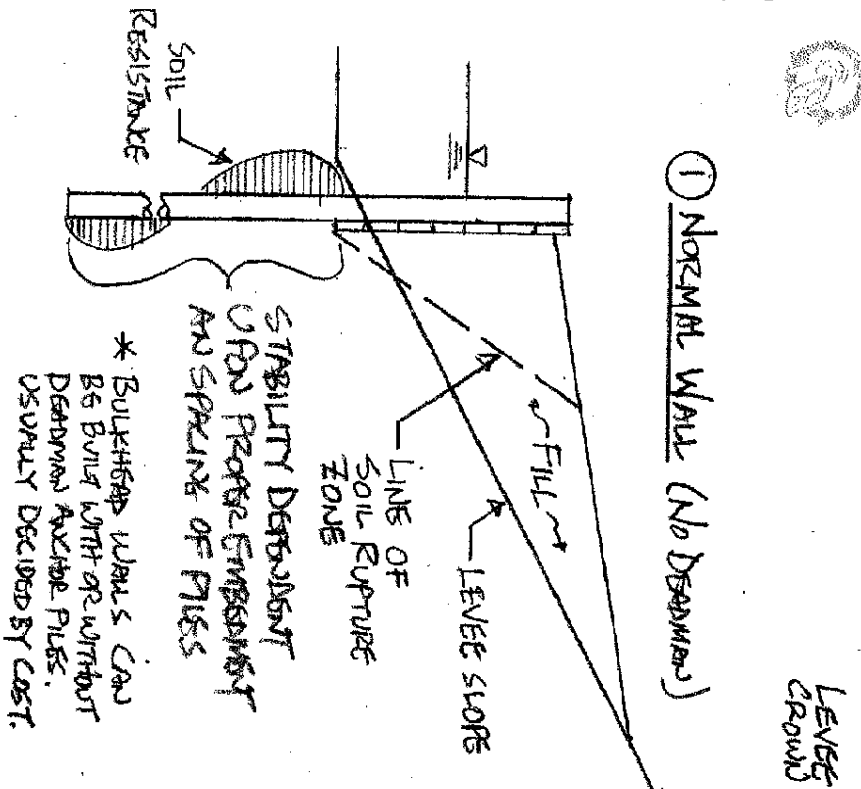 LEVEE
CROWN
① NORMAL WALL (NO DEADMAN)
~FILL~
LEVEE SLOPE
LINE OF
SOIL RUPTURE
ZONE
SOIL
RESISTANCE
STABILITY DEPENDENT
UPON PROPER EMBEDMENT
AN SPACING OF PILES
* BULKHEAD WALLS CAN
BE BUILT WITH OR WITHOUT
DEADMAN ANCHOR PILES.
USUALLY DECIDED BY COST.